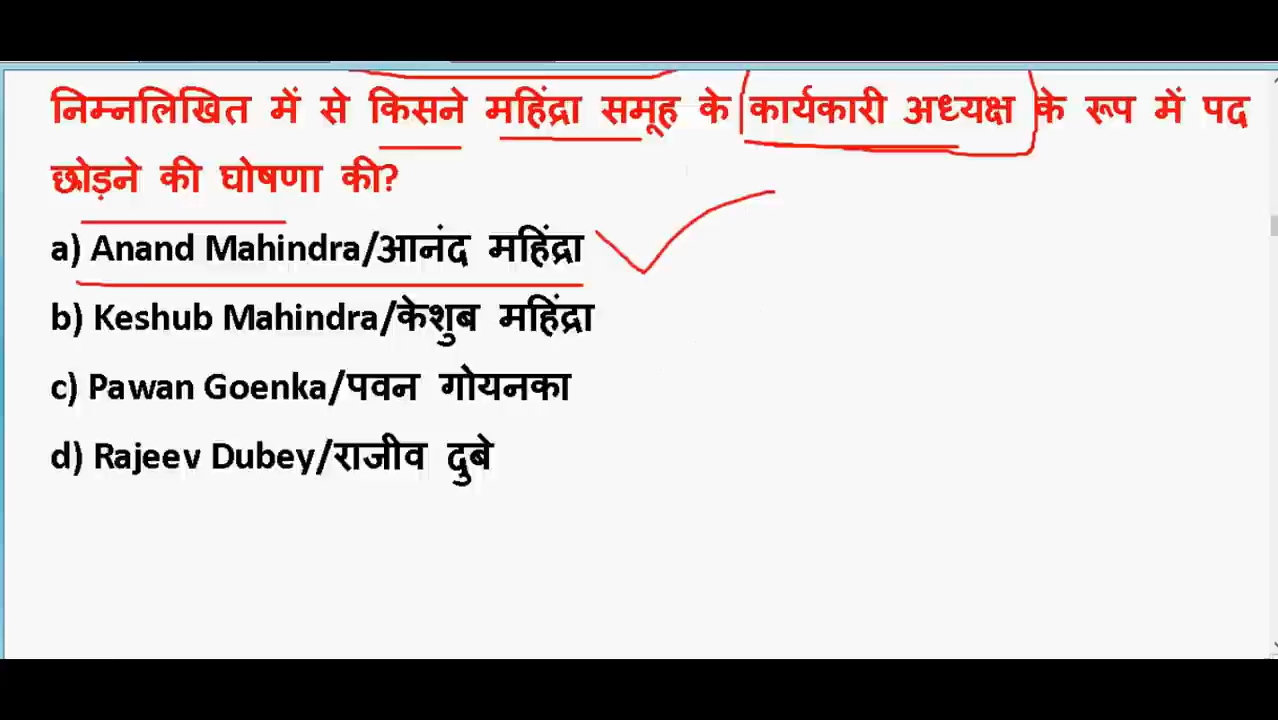 निम्नलिखित में से किसने महिंद्रा समूह के कार्यकारी अध्यक्ष के रूप में पद
छोड़ने की घोषणा की?
a) Anand Mahindra/आनंद महिंद्रा
b) Keshub Mahindra/केशुब महिंद्रा
c) Pawan Goenka/पवन गोयनका
d) Rajeev Dubey/राजीव दुबे